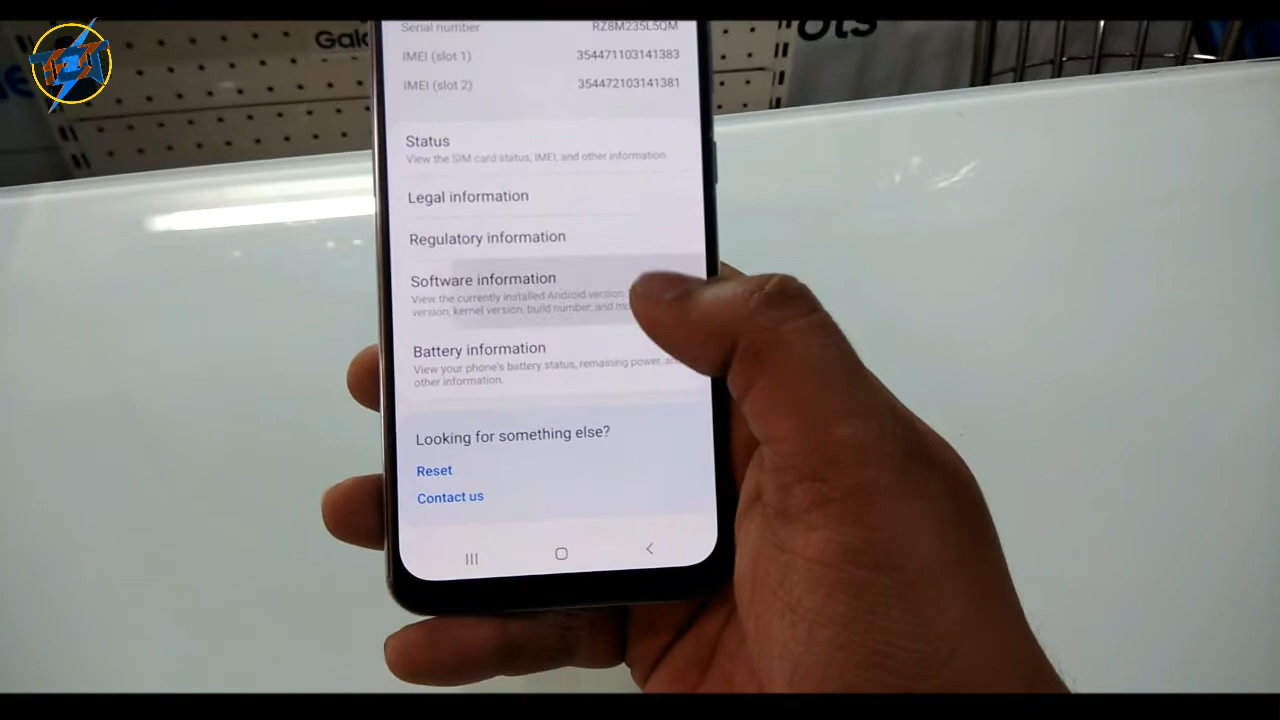 Serial number RZ8M235L5QM
IMEI (slot 1) 354471103141383
IMEI (slot 2) 354472103141381
Status
View the SIM card status, IMEI, and other information.
Legal information
Regulatory information
Software information
View the currently installed Android version,
version, kernel version, build number, and mo
Battery information
View your phone's battery status, remaining power, an
other information.
Looking for something else?
Reset
Contact us